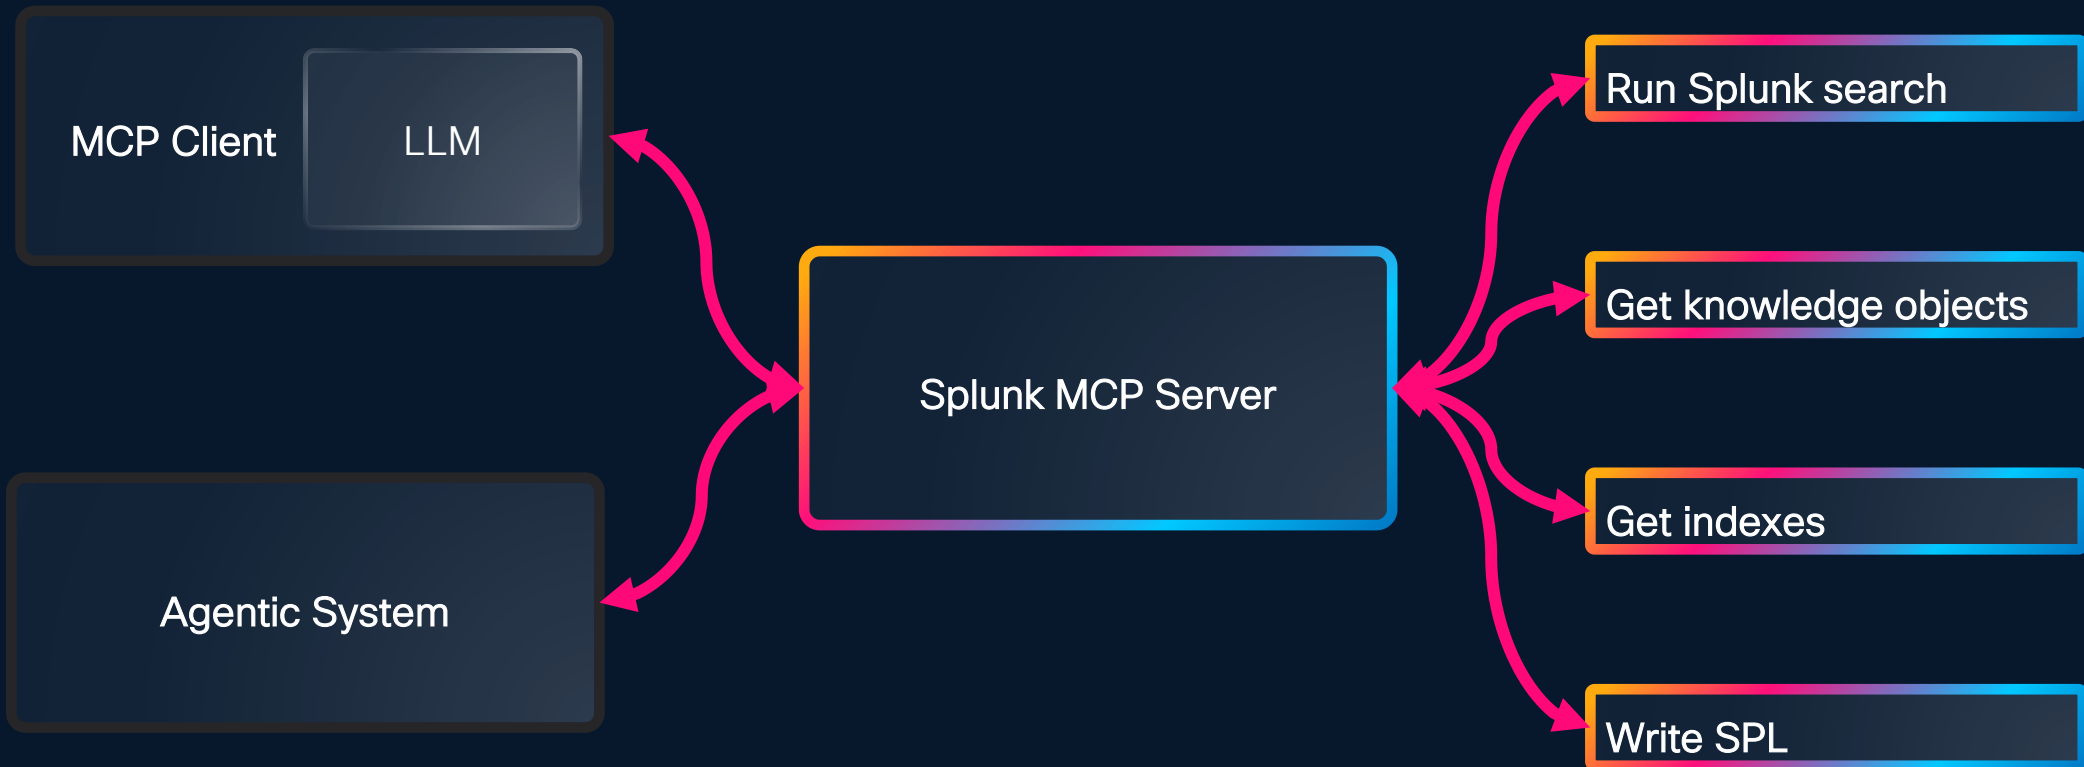 MCP Client
LLM
Agentic System
Splunk MCP Server
Run Splunk search
Get knowledge objects
Get indexes
Write SPL